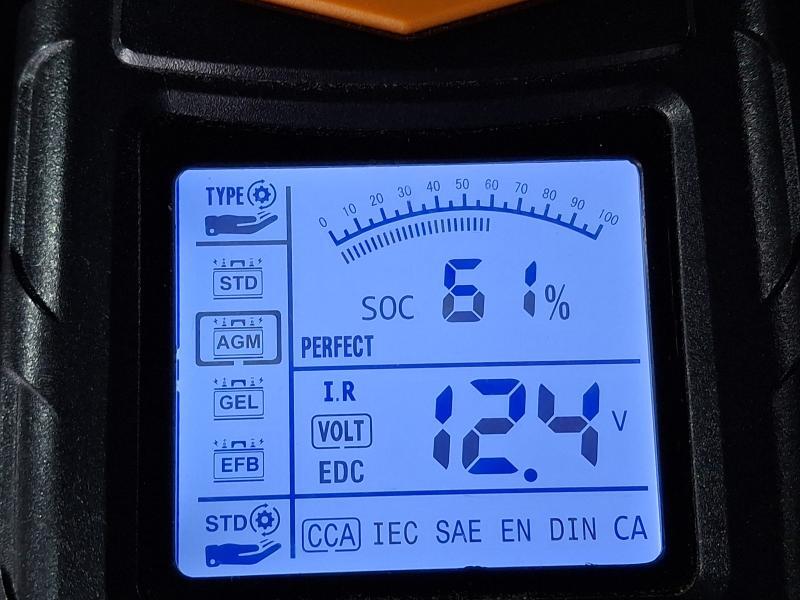 TYPE
0 10 20 30 40 50 60 70 80 90 100
STD
SOC 61%
AGM
PERFECT
GEL
I.R
VOLT 12.4 V
EFB
EDC
STD
CCA IEC SAE EN DIN CA